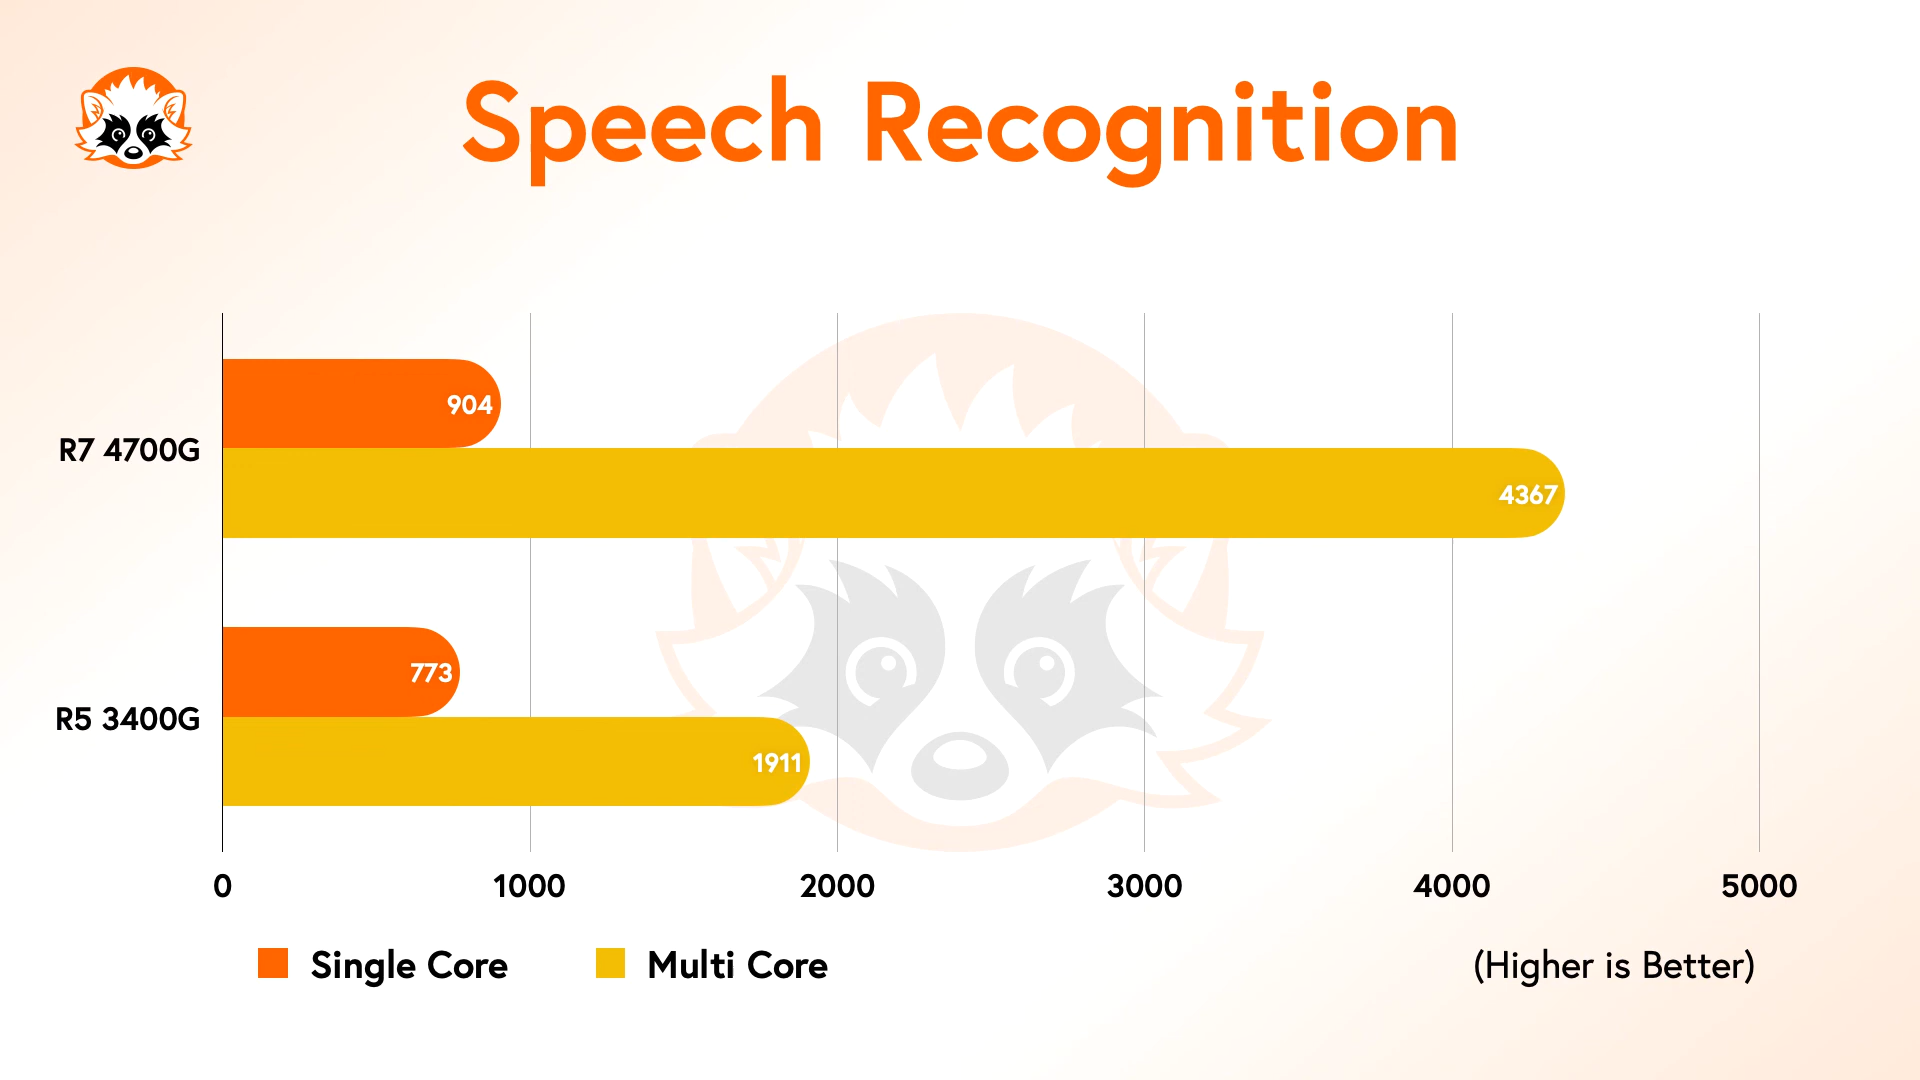 Speech Recognition
R7 4700G
904
4367
R5 3400G
773
1911
0 1000 2000 3000 4000 5000
Single Core Multi Core (Higher is Better)